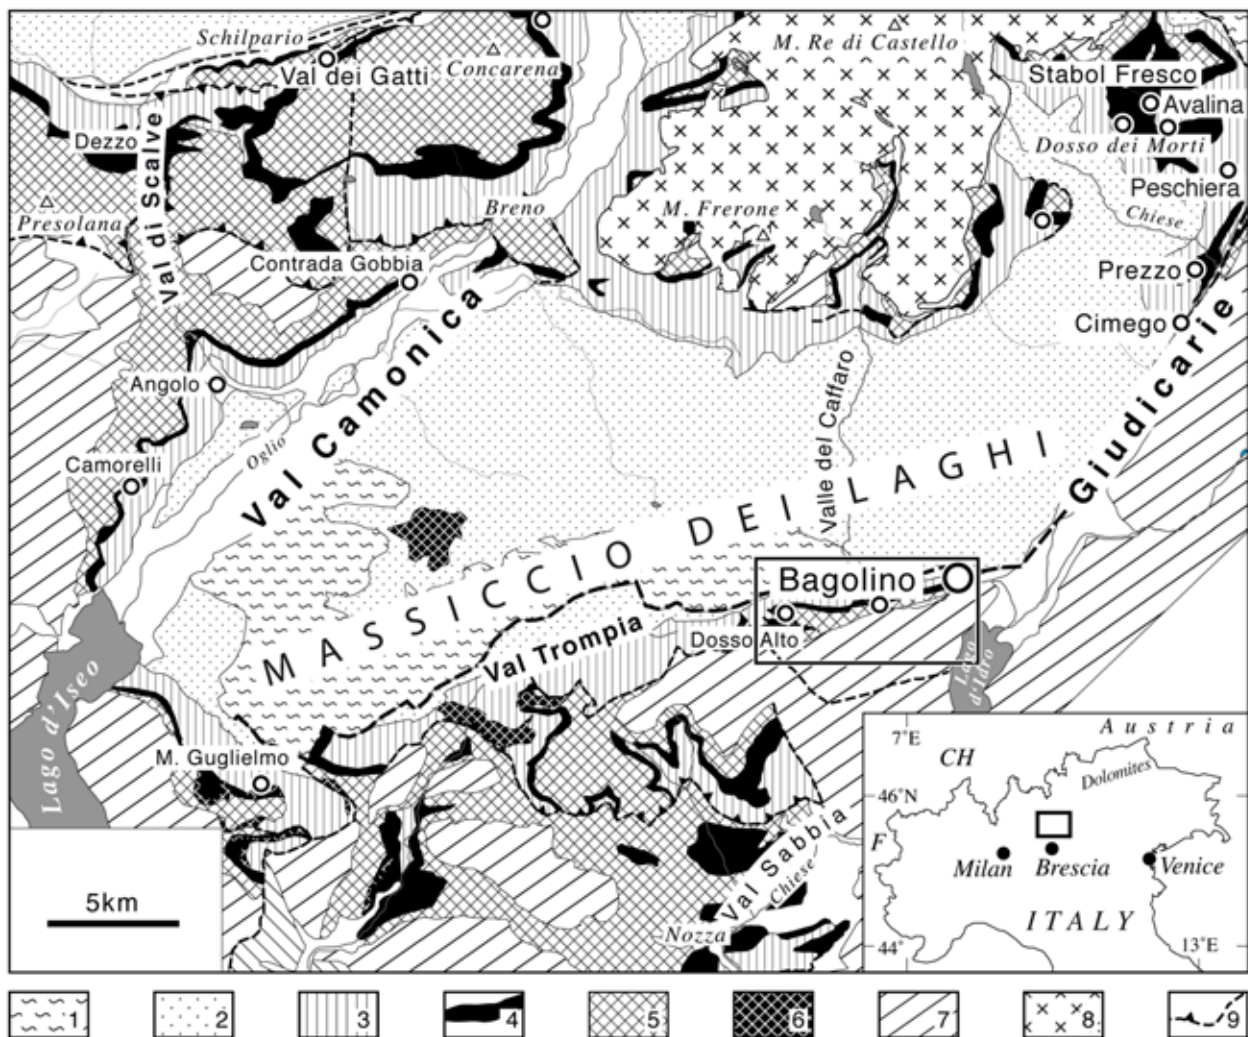 Schilpario
Val dei Gatti
Concarena
M. Re di Castello
Stabol Fresco
Avalina
Dosso dei Morti
Peschiera
Dezzo
Val di Scalve
Presolana
Breno
M. Frerone
Chiese
Contrada Gobbia
Prezzo
Cimego
Angolo
Val Camonica
Oglio
Camorelli
Valle del Caffaro
Giudicarie
MASSICCIO DEI LAGHI
Bagolino
Val Trompia
Dosso Alto
Lago d'Iseo
Lago
d'Idro
M. Guglielmo
Val Sabbia
Chiese
Nozza
5km
7°E
Austria
CH
Dolomites
46°N
F
Milan
Brescia
Venice
ITALY
44°
13°E
1
2
3
4
5
6
7
8
9